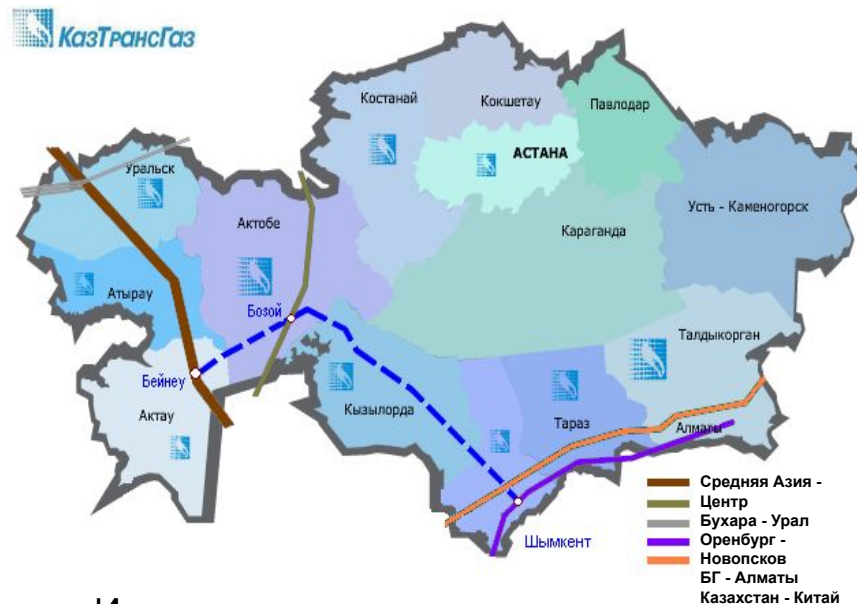 КазТрансГаз
Костанай
Кокшетау
Павлодар
АСТАНА
Уральск
Усть - Каменогорск
Актобе
Караганда
Атырау
Бозой
Талдыкорган
Бейнеу
Кызылорда
Тараз
Алматы
Актау
Шымкент
Средняя Азия -
Центр
Бухара - Урал
Оренбург -
Новопсков
БГ - Алматы
Казахстан - Китай